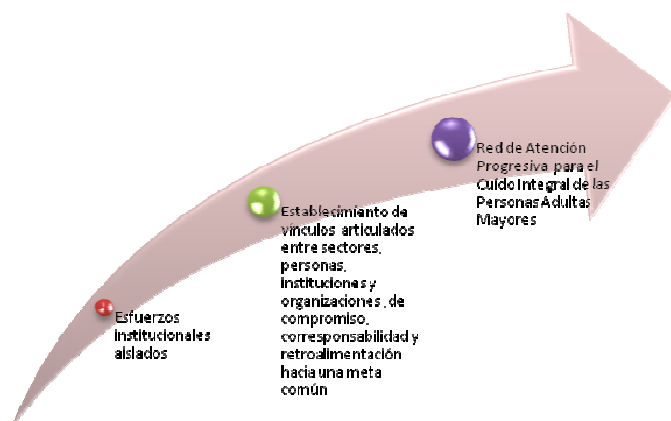 Esfuerzos
institucionales
aislados
Establecimiento de
vínculos articulados
entre sectores,
personas,
instituciones y
organizaciones, de
compromiso,
corresponsabilidad y
retroalimentación
hacia una meta
común
Red de Atención
Progresiva para el
Cuido Integral de las
Personas Adultas
Mayores